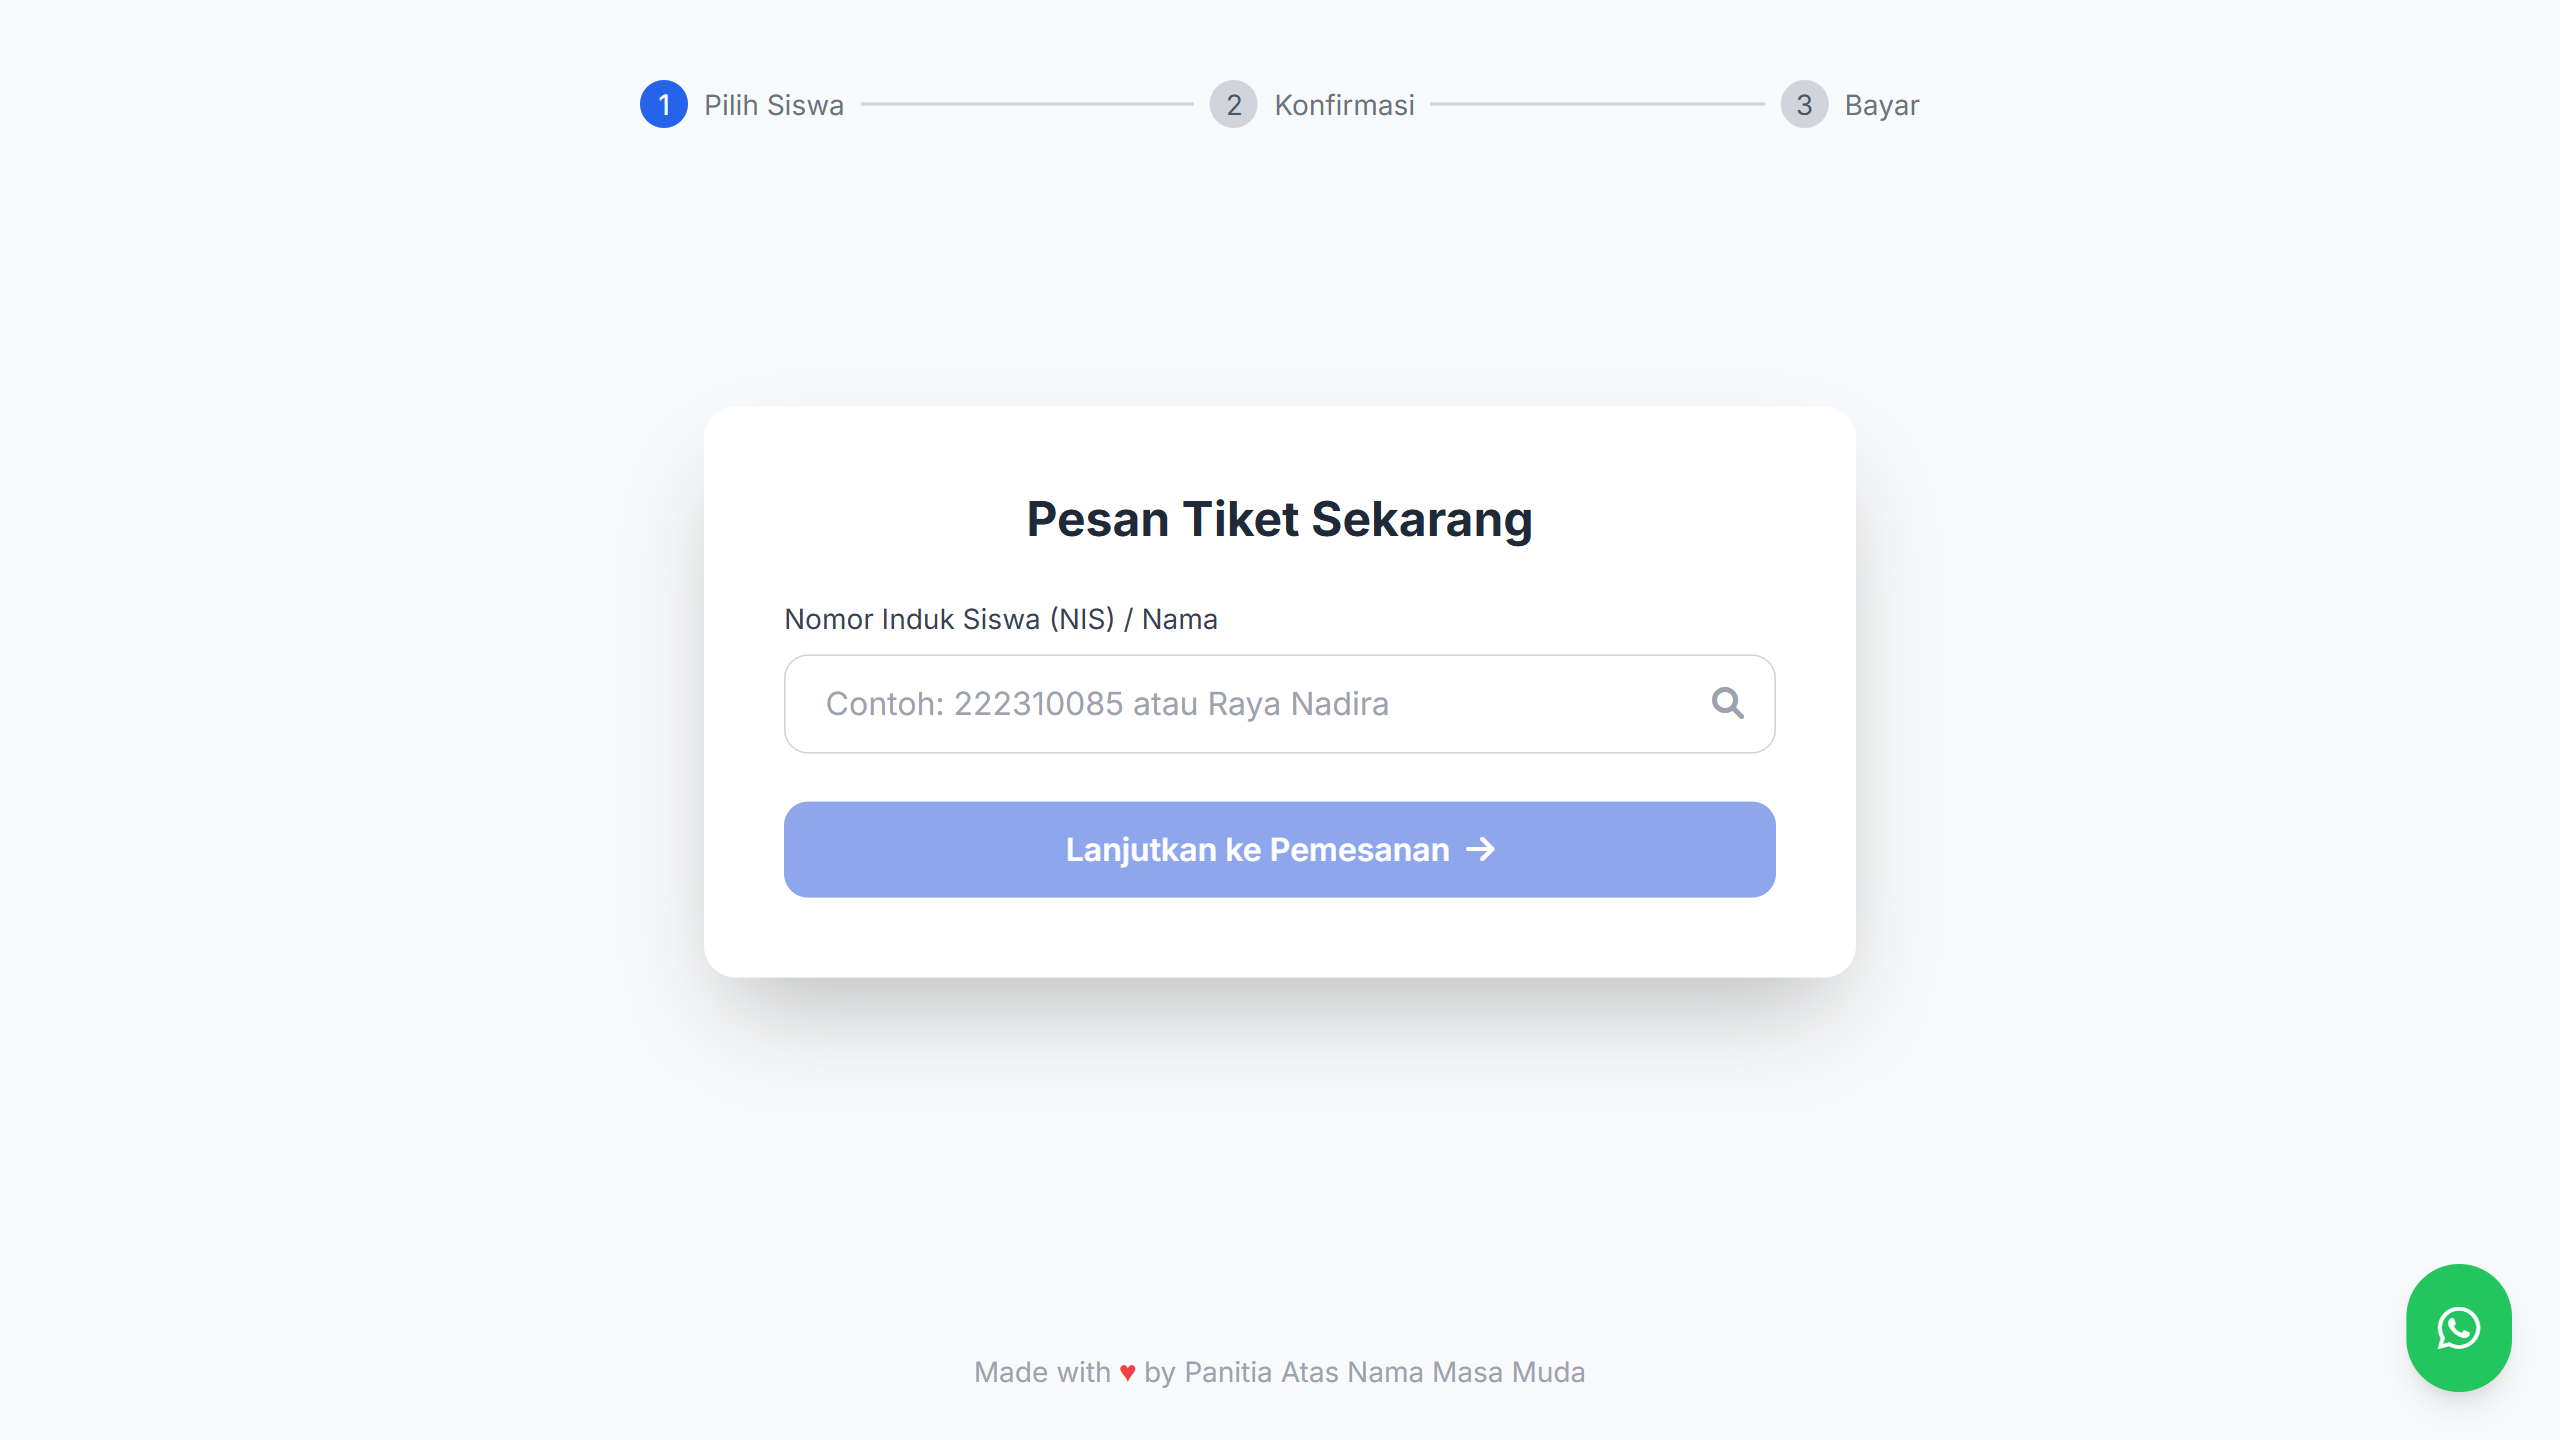 1 Pilih Siswa 2 Konfirmasi 3 Bayar
Pesan Tiket Sekarang
Nomor Induk Siswa (NIS) / Nama
Contoh: 222310085 atau Raya Nadira
Lanjutkan ke Pemesanan →
Made with ♥ by Panitia Atas Nama Masa Muda